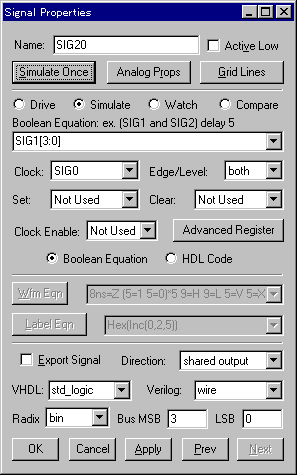 Signal Properties
Name: SIG20 Active Low
Simulate Once Analog Props Grid Lines
Drive Simulate Watch Compare
Boolean Equation: ex. (SIG1 and SIG2) delay 5
SIG1[3:0]
Clock: SIG0 Edge/Level: both
Set: Not Used Clear: Not Used
Clock Enable: Not Used Advanced Register
Boolean Equation HDL Code
Wfm Eqn 8ns=Z (5=1 5=0)*5 9=H 9=L 5=V 5=X
Label Eqn Hex(Inc(0,2,5))
Export Signal Direction: shared output
VHDL: std_logic Verilog: wire
Radix bin Bus MSB 3 LSB 0
OK Cancel Apply Prev Next